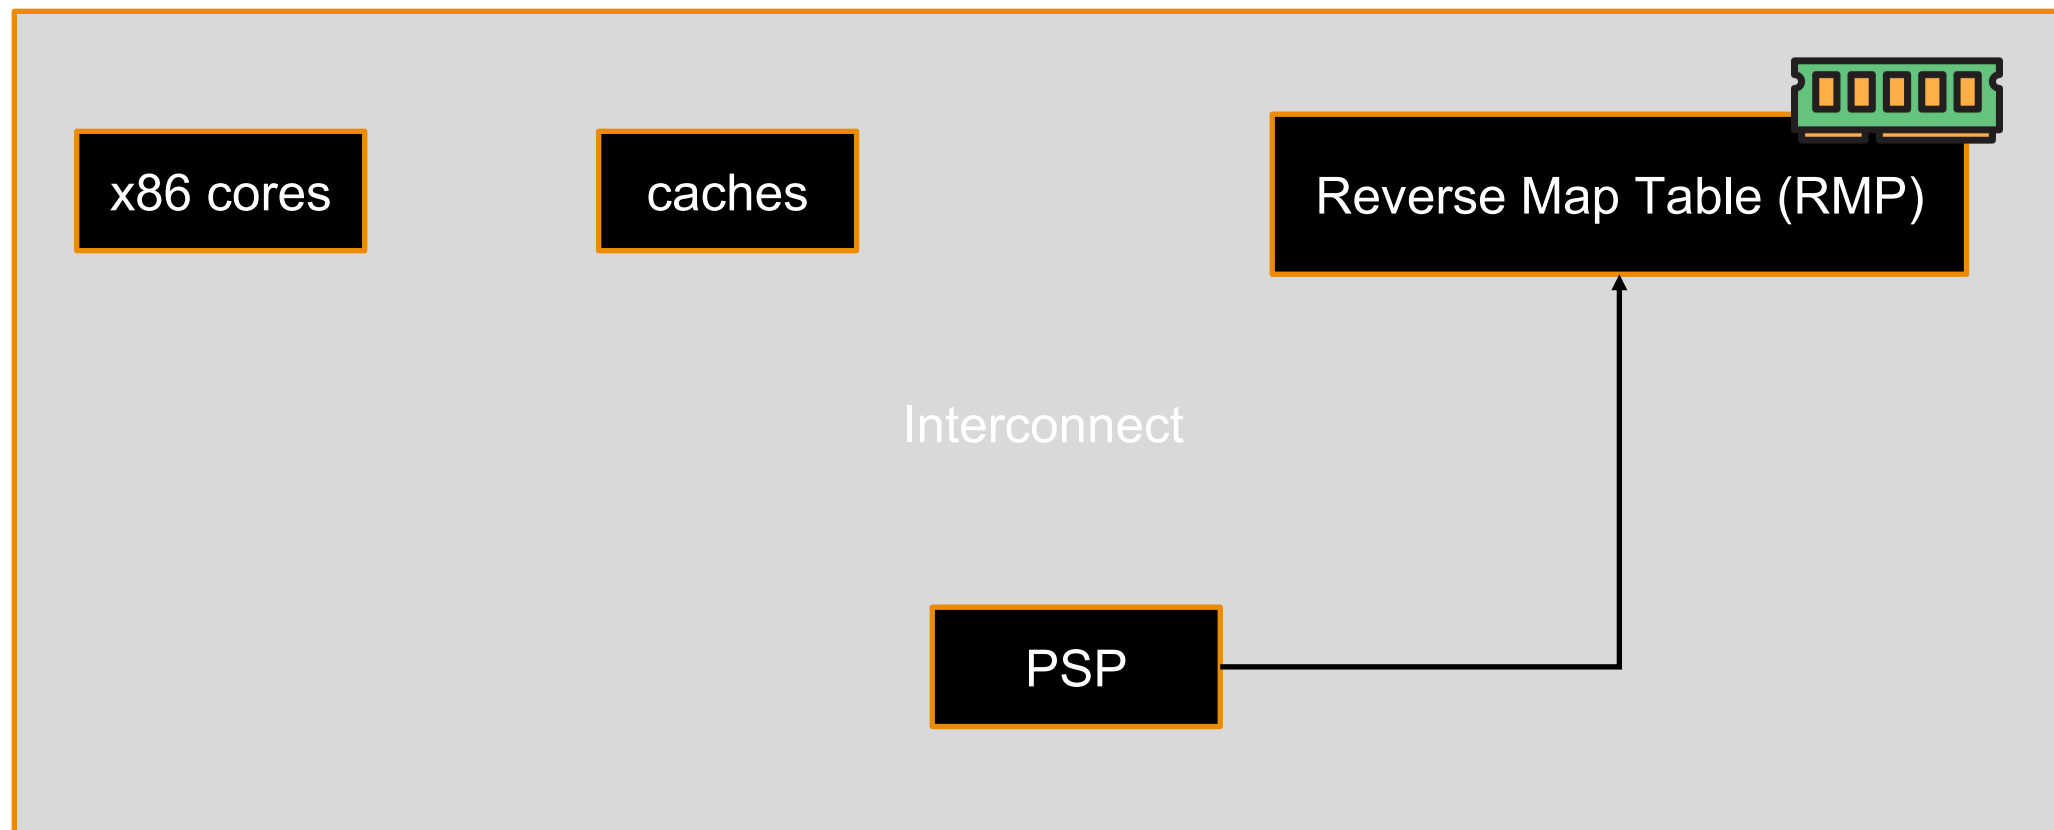 x86 cores
caches
Reverse Map Table (RMP)
Interconnect
PSP